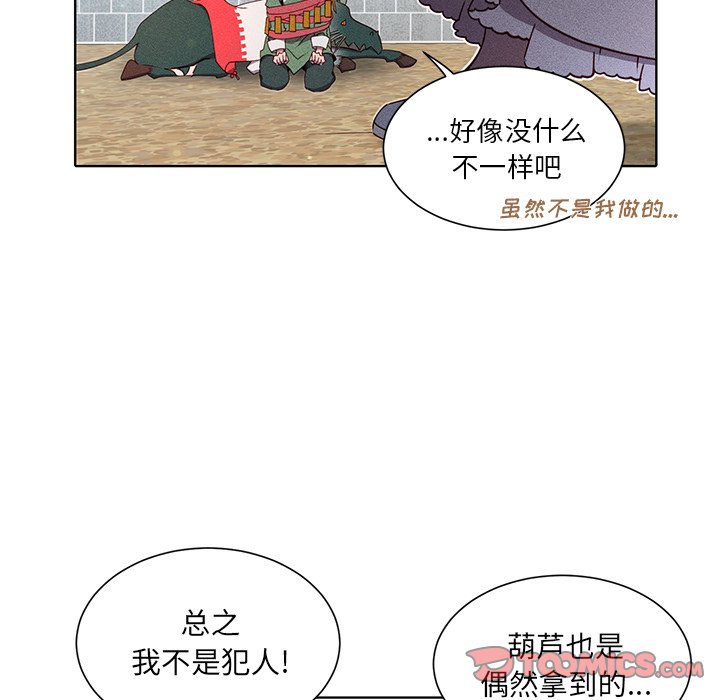 ...好像没什么
不一样吧
虽然不是我做的...
总之
我不是犯人!
葫芦也是
偶然拿到的...
TOOMICS.COM